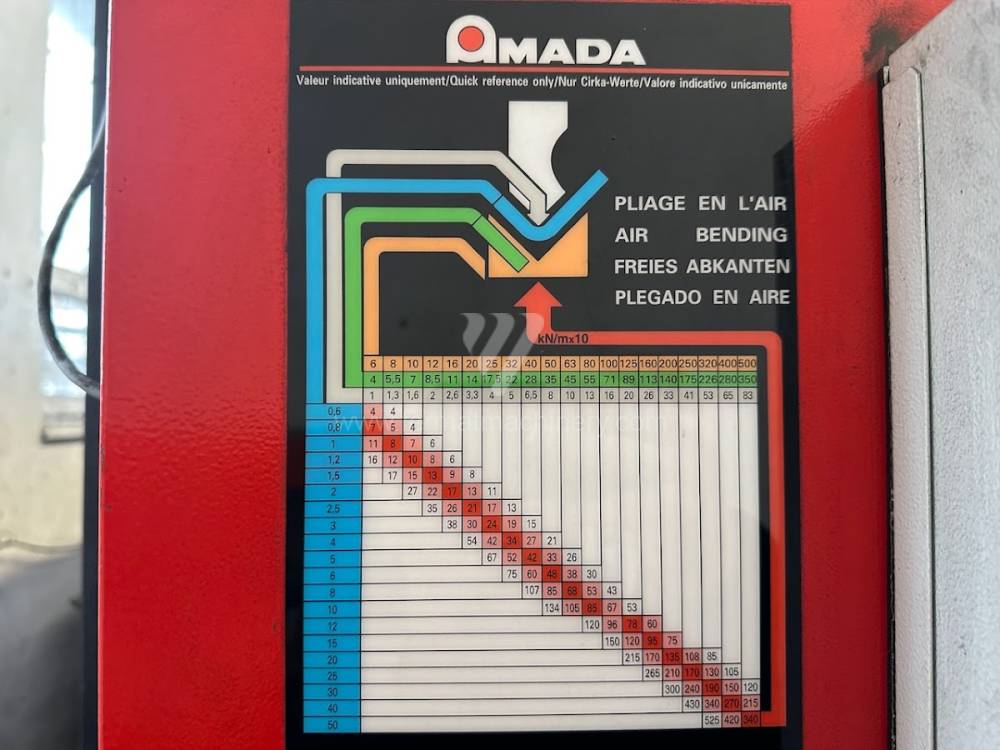 AMADA
Valeur indicative uniquement/Quick reference only/Nur Cirka-Werte/Valore indicativo unicamente
PLIAGE EN L'AIR
AIR BENDING
FREIES ABKANTEN
PLEGADO EN AIRE
kN/mx10
6 8 10 12 16 20 25 32 40 50 63 80 100 125 160 200 250 320 400 500
4 5,5 7 8,5 11 14 17,5 22 28 35 45 55 71 89 113 140 175 226 280 350
1 1,3 1,6 2 2,6 3,3 4 5 6,5 8 10 13 16 20 26 33 41 53 65 83
0,6 4 4
0,8 7 5 4
1 11 8 7 6
1,2 16 12 10 8 6
1,5 17 15 13 9 8
2 27 22 17 13 11
2,5 35 26 21 17 13
3 38 30 24 19 15
4 54 42 34 27 21
5 67 52 42 33 26
6 75 60 48 38 30
8 107 85 68 53 43
10 134 105 85 67 53
12 120 96 78 60
15 150 120 95 75
20 215 170 135 108 85
25 265 210 170 130 105
30 300 240 190 150 120
40 430 340 270 215
50 525 420 340